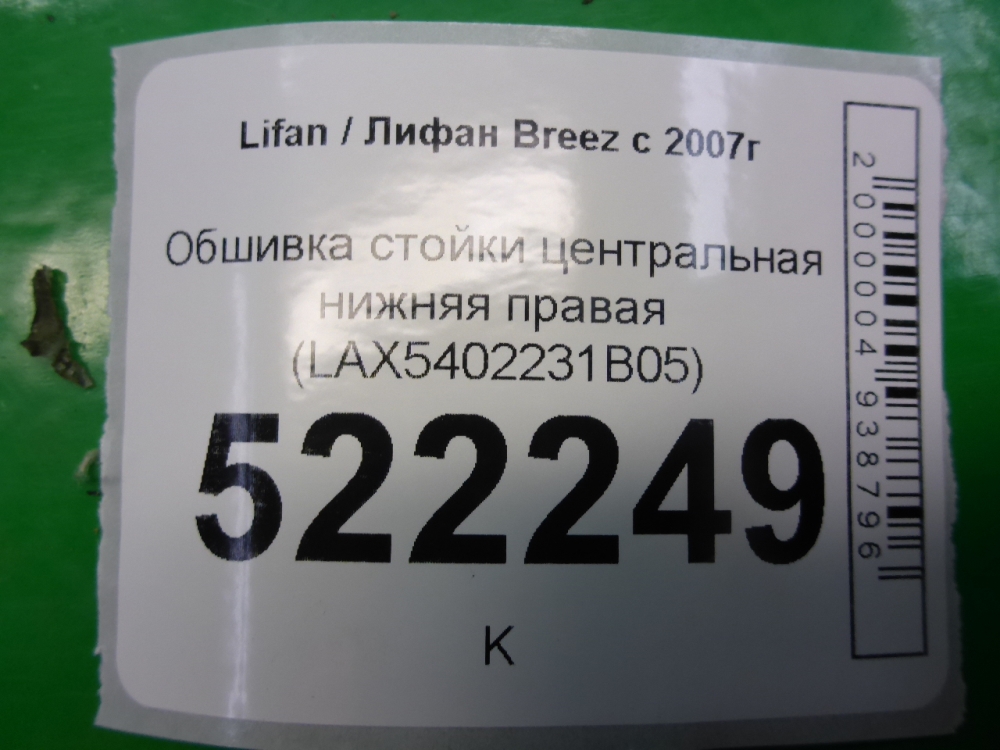 Lifan / Лифан Breez с 2007г
Обшивка стойки центральная
нижняя правая
(LAX5402231B05)
522249
К
2000004938796